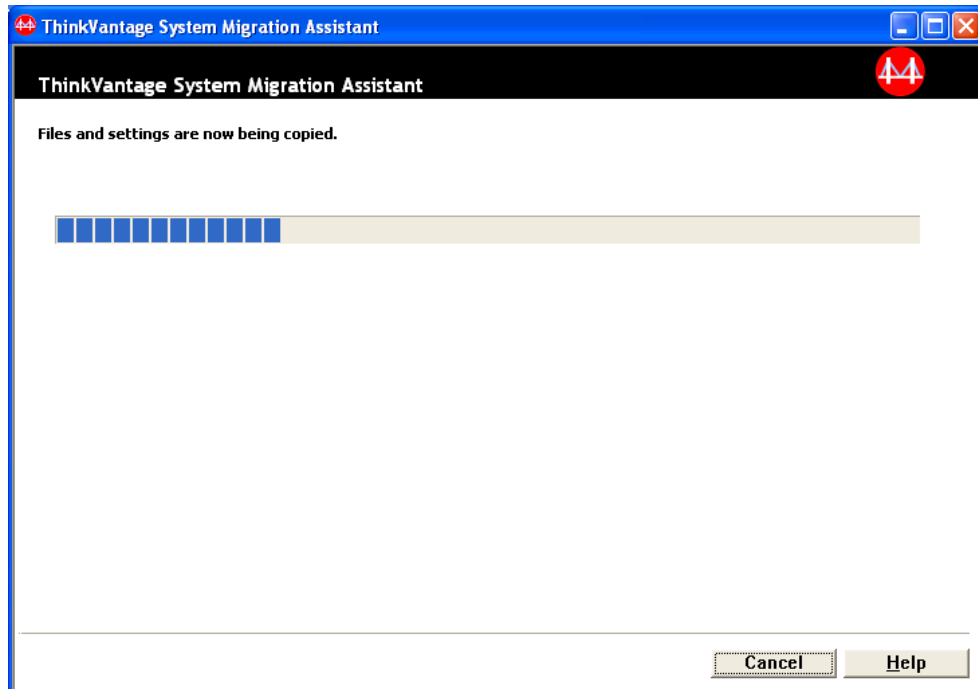 ThinkVantage System Migration Assistant
ThinkVantage System Migration Assistant
Files and settings are now being copied.
Cancel Help